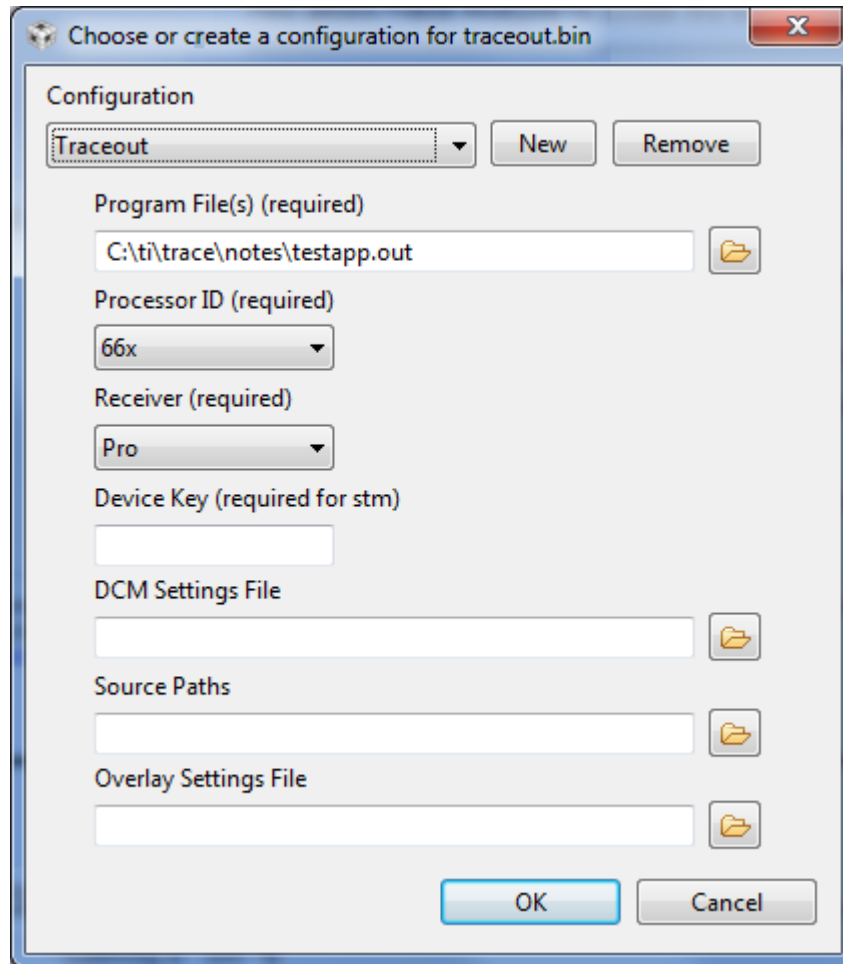 Choose or create a configuration for traceout.bin
Configuration
Traceout New Remove
Program File(s) (required)
C:\ti\trace\notes\testapp.out
Processor ID (required)
66x
Receiver (required)
Pro
Device Key (required for stm)
DCM Settings File
Source Paths
Overlay Settings File
OK Cancel